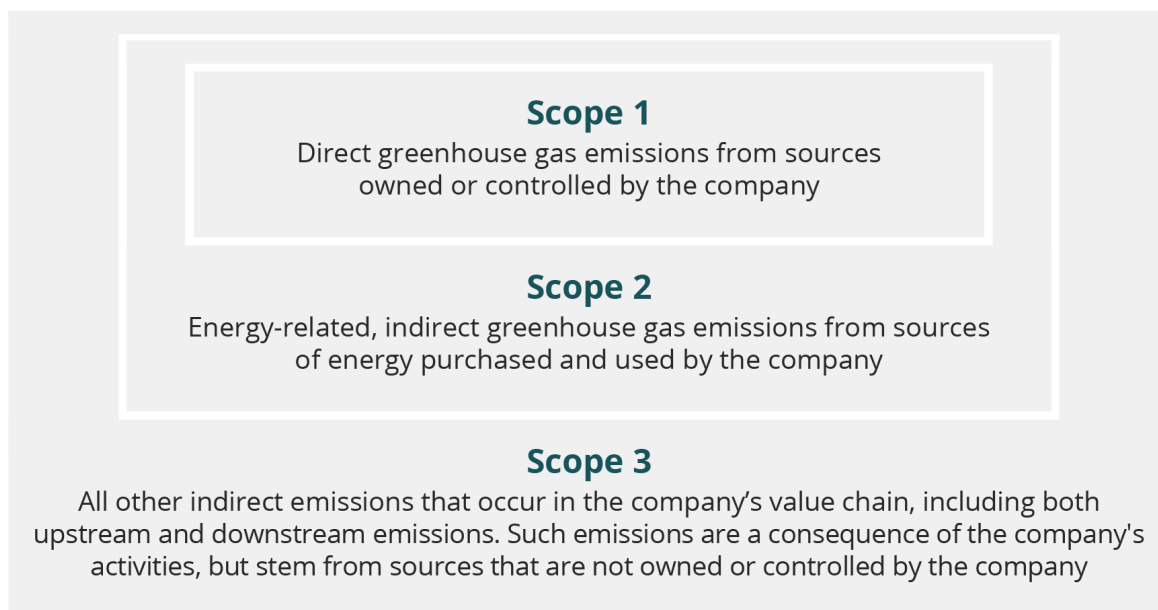 Scope 1
Direct greenhouse gas emissions from sources
owned or controlled by the company
Scope 2
Energy-related, indirect greenhouse gas emissions from sources
of energy purchased and used by the company
Scope 3
All other indirect emissions that occur in the company’s value chain, including both
upstream and downstream emissions. Such emissions are a consequence of the company's
activities, but stem from sources that are not owned or controlled by the company